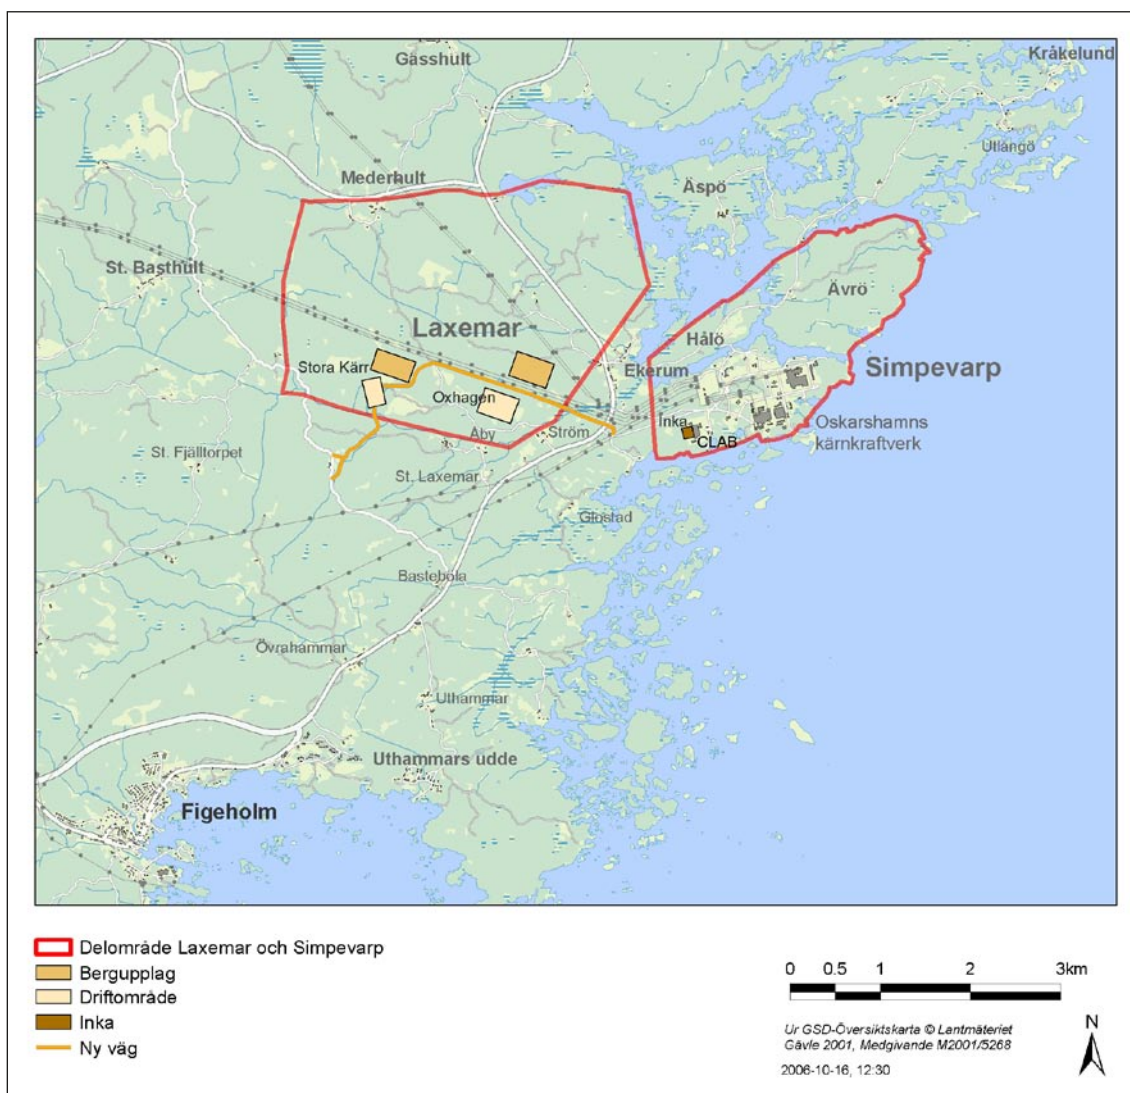 Gässhult
Kråkelund
Utlångö
Mederhult
Äspö
St. Basthult
Ävrö
Laxemar
Hålö
Stora Kärr
Ekerum
Simpevarp
Oxhagen
Inka
Åby
Ström
CLAB
Oskarshamns
kärnkraftverk
St. Fjälltorpet
St. Laxemar
Glostad
Basteböla
Övrahammar
Uthammar
Uthammars udde
Figeholm
Delområde Laxemar och Simpevarp
Bergupplag
Driftområde
Inka
Ny väg
0 0.5 1 2 3km
Ur GSD-Översiktskarta © Lantmäteriet
Gävle 2001, Medgivande M2001/5268
2006-10-16, 12:30
N